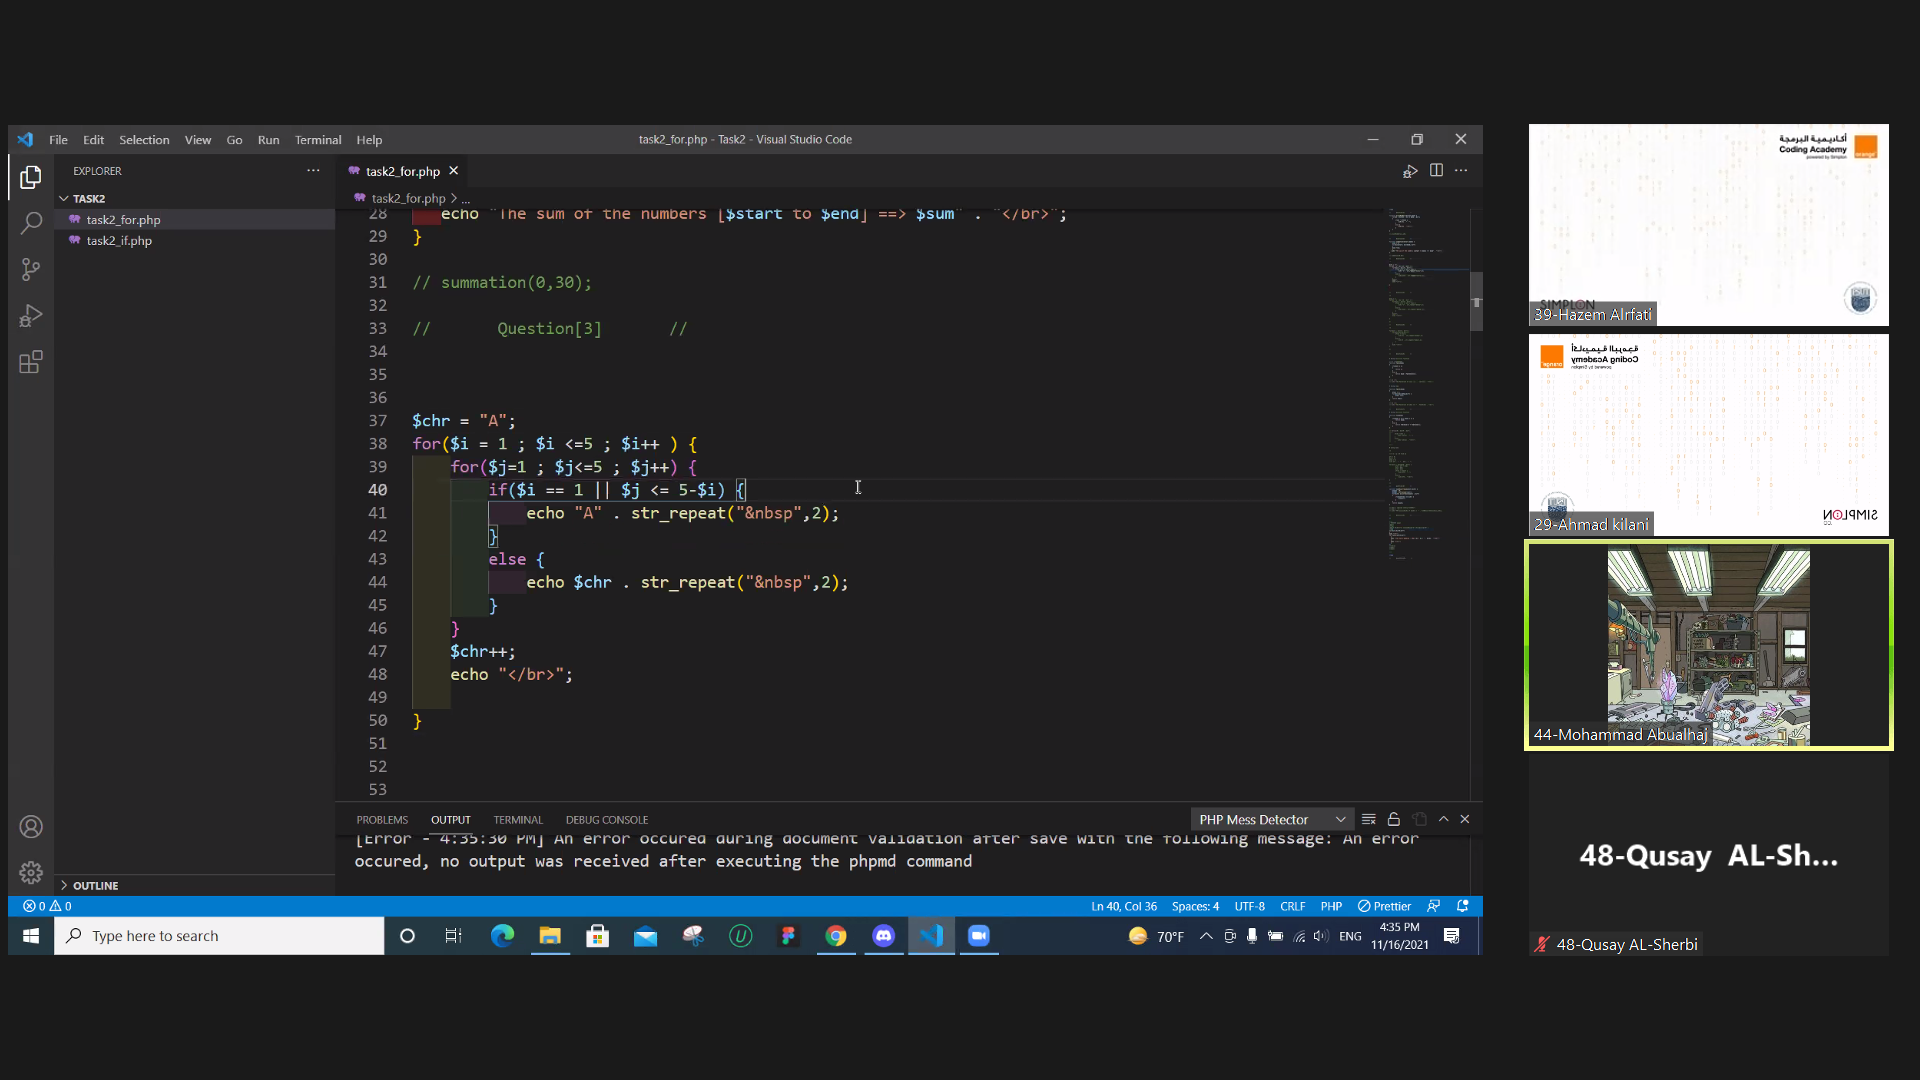 File Edit Selection View Go Run Terminal Help
task2_for.php - Task2 - Visual Studio Code
EXPLORER
TASK2
task2_for.php
task2_if.php
OUTLINE
task2_for.php
task2_for.php > ...
28 echo "The sum of the numbers [$start to $end] ==> $sum" . "</br>";
29 }
30
31 // summation(0,30);
32
33 // Question[3] //
34
35
36
37 $chr = "A";
38 for($i = 1 ; $i <=5 ; $i++ ) {
39 for($j=1 ; $j<=5 ; $j++) {
40 if($i == 1 || $j <= 5-$i) {
41 echo "A" . str_repeat("&nbsp",2);
42 }
43 else {
44 echo $chr . str_repeat("&nbsp",2);
45 }
46 }
47 $chr++;
48 echo "</br>";
49
50 }
51
52
53
PROBLEMS OUTPUT TERMINAL DEBUG CONSOLE
PHP Mess Detector
[Error - 4:35:30 PM] An error occured during document validation after save with the following message: An error
occured, no output was received after executing the phpmd command
0 0
Ln 40, Col 36 Spaces: 4 UTF-8 CRLF PHP Prettier
Type here to search
70°F
ENG
4:35 PM
11/16/2021
أكاديمية البرمجة
Coding Academy
powered by Simplon
orange
SIMPLON
39-Hazem Alrfati
أكاديمية البرمجة
Coding Academy
powered by Simplon
SIMPLON
29-Ahmad kilani
44-Mohammad Abualhaj
48-Qusay AL-Sh...
48-Qusay AL-Sherbi